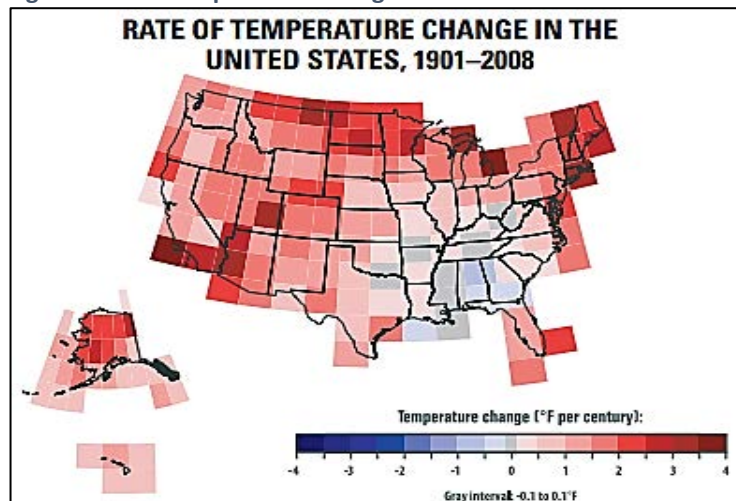 RATE OF TEMPERATURE CHANGE IN THE
UNITED STATES, 1901–2008
Temperature change (°F per century):
-4 -3 -2 -1 0 1 2 3 4
Gray interval: -0.1 to 0.1°F